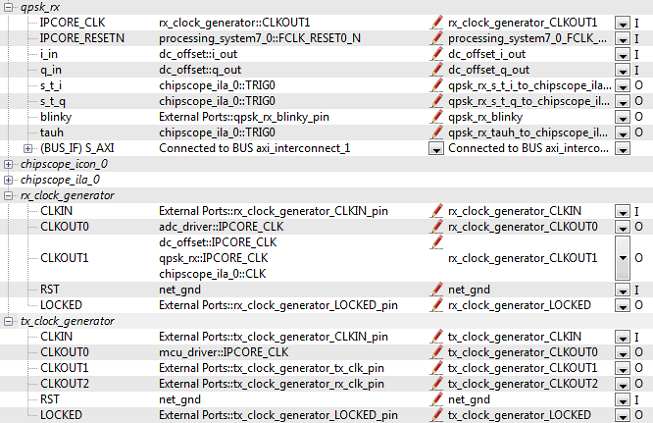 qpsk_rx
IPCORE_CLK rx_clock_generator::CLKOUT1 rx_clock_generator_CLKOUT1 I
IPCORE_RESETN processing_system7_0::FCLK_RESET0_N processing_system7_0_FCLK_... I
i_in dc_offset::i_out dc_offset_i_out I
q_in dc_offset::q_out dc_offset_q_out I
s_t_i chipscope_ila_0::TRIG0 qpsk_rx_s_t_i_to_chipscope_ila... O
s_t_q chipscope_ila_0::TRIG0 qpsk_rx_s_t_q_to_chipscope_il... O
blinky External Ports::qpsk_rx_blinky_pin qpsk_rx_blinky O
tauh chipscope_ila_0::TRIG0 qpsk_rx_tauh_to_chipscope_ila... O
(BUS_IF) S_AXI Connected to BUS axi_interconnect_1 Connected to BUS axi_interco...
chipscope_icon_0
chipscope_ila_0
rx_clock_generator
CLKIN External Ports::rx_clock_generator_CLKIN_pin rx_clock_generator_CLKIN I
CLKOUT0 adc_driver::IPCORE_CLK rx_clock_generator_CLKOUT0 O
dc_offset::IPCORE_CLK
CLKOUT1 qpsk_rx::IPCORE_CLK rx_clock_generator_CLKOUT1 O
chipscope_ila_0::CLK
RST net_gnd net_gnd I
LOCKED External Ports::rx_clock_generator_LOCKED_pin rx_clock_generator_LOCKED O
tx_clock_generator
CLKIN External Ports::tx_clock_generator_CLKIN_pin tx_clock_generator_CLKIN I
CLKOUT0 mcu_driver::IPCORE_CLK tx_clock_generator_CLKOUT0 O
CLKOUT1 External Ports::tx_clock_generator_tx_clk_pin tx_clock_generator_CLKOUT1 O
CLKOUT2 External Ports::tx_clock_generator_rx_clk_pin tx_clock_generator_CLKOUT2 O
RST net_gnd net_gnd I
LOCKED External Ports::tx_clock_generator_LOCKED_pin tx_clock_generator_LOCKED O